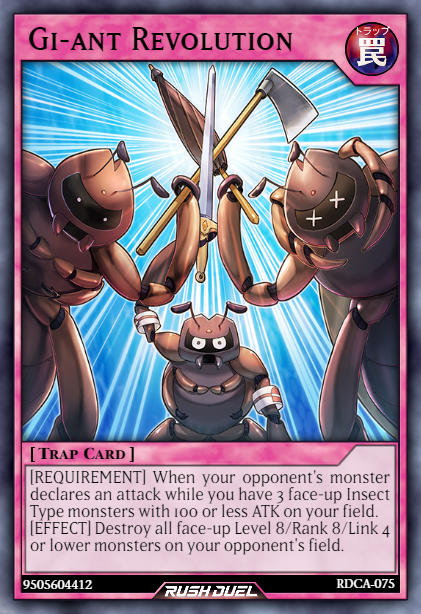 Gi-ant Revolution
トラップ
罠
[ Trap Card ]
[REQUIREMENT] When your opponent's monster
declares an attack while you have 3 face-up Insect
Type monsters with 100 or less ATK on your field.
[EFFECT] Destroy all face-up Level 8/Rank 8/Link 4
or lower monsters on your opponent's field.
9505604412
RUSH DUEL
RDCA-075